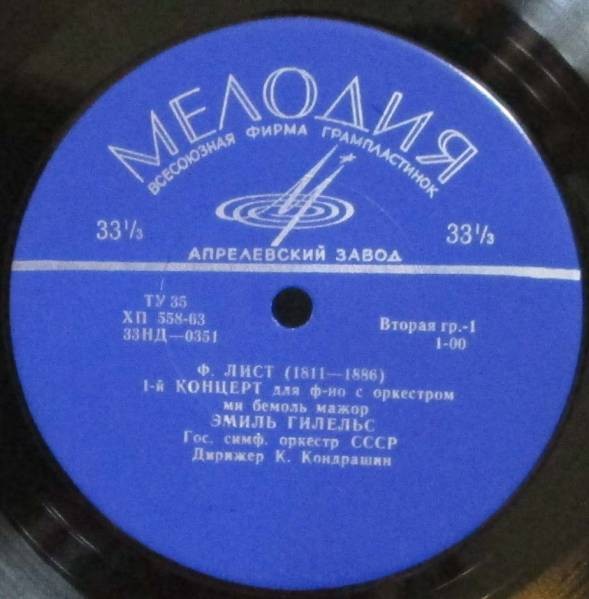 МЕЛОДИЯ
ВСЕСОЮЗНАЯ ФИРМА ГРАМПЛАСТИНОК
33⅓ 33⅓
АПРЕЛЕВСКИЙ ЗАВОД
ТУ 35
ХП 558-63
33НД—0351
Вторая гр.-1
1-00
Ф. ЛИСТ (1811—1886)
1-й КОНЦЕРТ для ф-но с оркестром
ми бемоль мажор
ЭМИЛЬ ГИЛЕЛЬС
Гос. симф. оркестр СССР
Дирижер К. Кондрашин